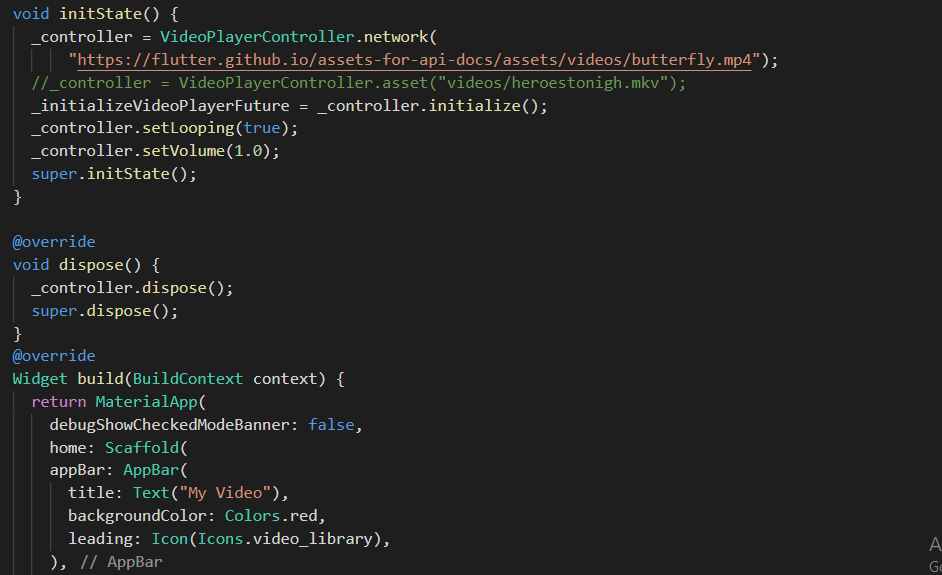 void initState() {
  _controller = VideoPlayerController.network(
      "https://flutter.github.io/assets-for-api-docs/assets/videos/butterfly.mp4");
  //_controller = VideoPlayerController.asset("videos/heroestonigh.mkv");
  _initializeVideoPlayerFuture = _controller.initialize();
  _controller.setLooping(true);
  _controller.setVolume(1.0);
  super.initState();
}

@override
void dispose() {
  _controller.dispose();
  super.dispose();
}
@override
Widget build(BuildContext context) {
  return MaterialApp(
    debugShowCheckedModeBanner: false,
    home: Scaffold(
    appBar: AppBar(
      title: Text("My Video"),
      backgroundColor: Colors.red,
      leading: Icon(Icons.video_library),
    ), // AppBar